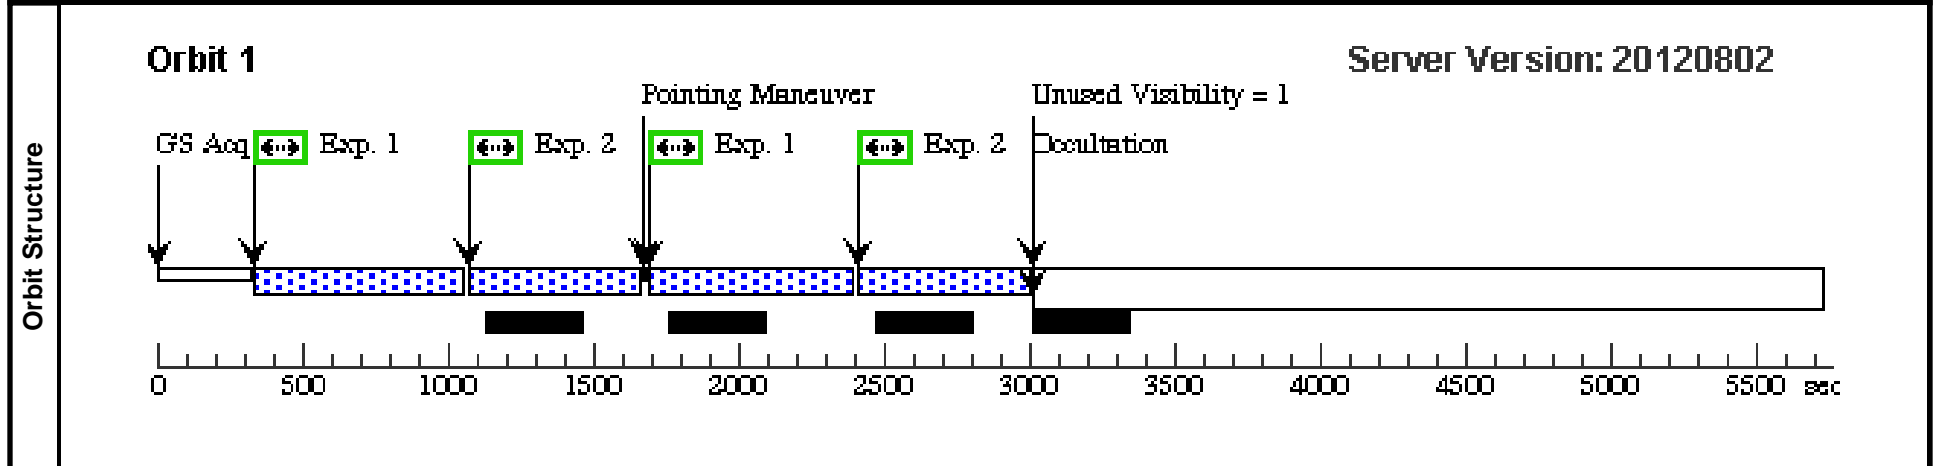 Orbit Structure
Orbit 1
Server Version: 20120802
Pointing Maneuver
Unused Visibility = 1
GS Acq
Exp. 1
Exp. 2
Exp. 1
Exp. 2
Occultation
0 500 1000 1500 2000 2500 3000 3500 4000 4500 5000 5500 sec